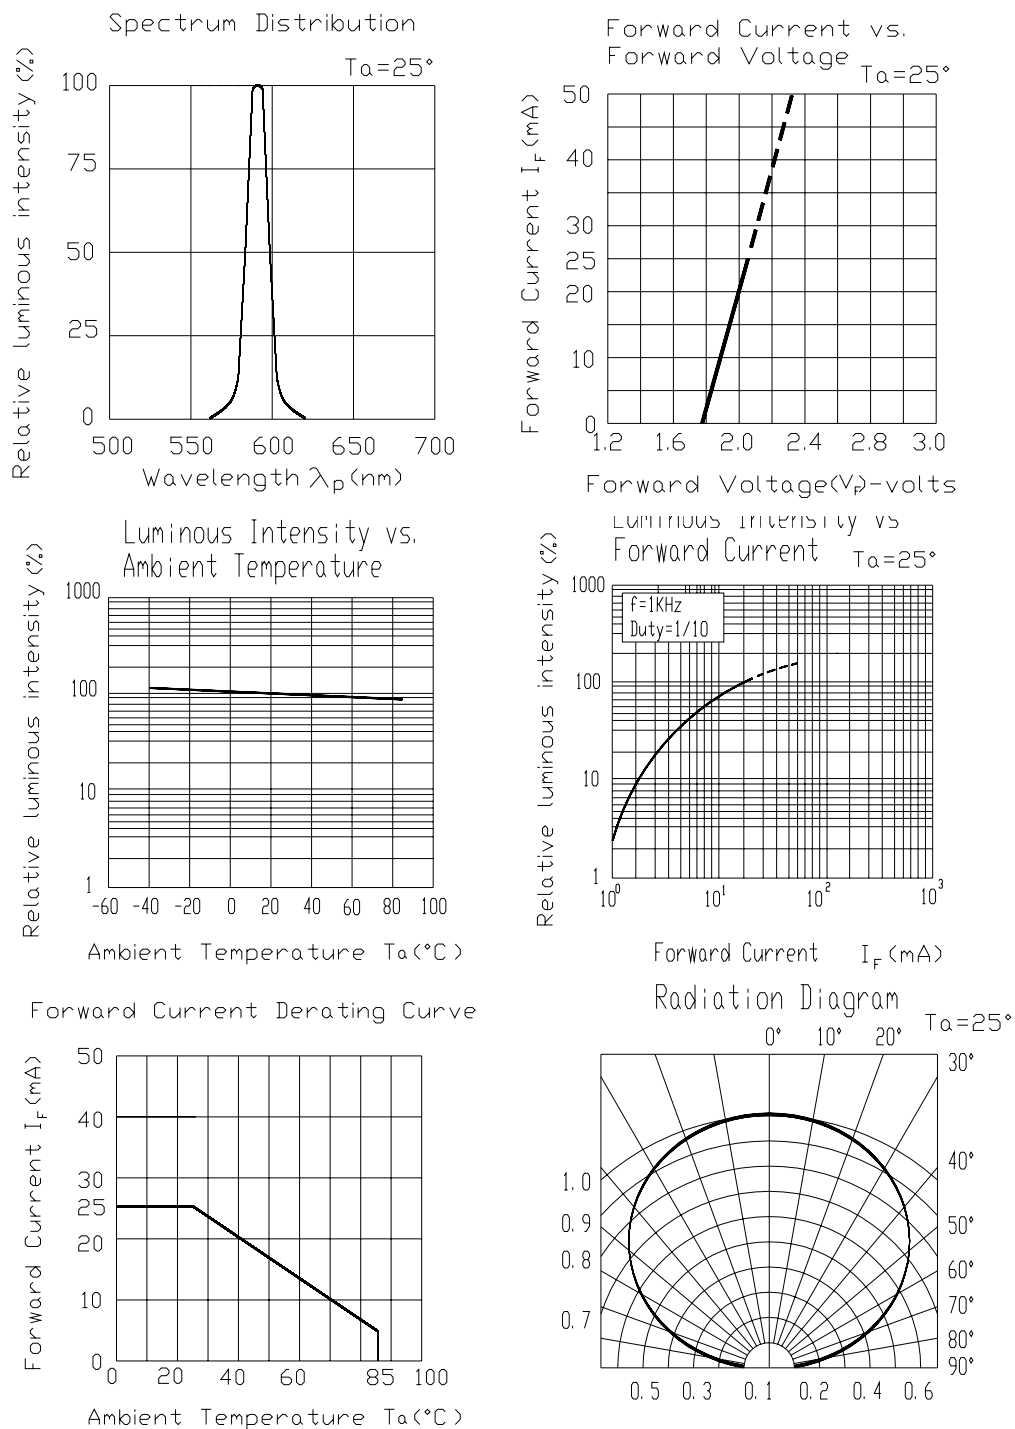 Spectrum Distribution
Ta=25°
Relative luminous intensity (%)
100
75
50
25
0
500 550 600 650 700
Wavelength λp(nm)
Forward Current vs.
Forward Voltage
Ta=25°
Forward Current IF(mA)
50
40
30
25
20
10
0
1.2 1.6 2.0 2.4 2.8 3.0
Forward Voltage(VF)-volts
Luminous Intensity vs.
Ambient Temperature
Relative luminous intensity (%)
1000
100
10
1
-60 -40 -20 0 20 40 60 80 100
Ambient Temperature Ta(°C)
Luminous Intensity vs
Forward Current
Ta=25°
Relative luminous intensity (%)
1000
f=1KHz
Duty=1/10
100
10
1
10⁰ 10¹ 10² 10³
Forward Current IF(mA)
Forward Current Derating Curve
Forward Current IF(mA)
50
40
30
25
20
10
0
0 20 40 60 85 100
Ambient Temperature Ta(°C)
Radiation Diagram
Ta=25°
0° 10° 20°
30°
40°
50°
60°
70°
80°
90°
1.0
0.9
0.8
0.7
0.5 0.3 0.1 0.2 0.4 0.6